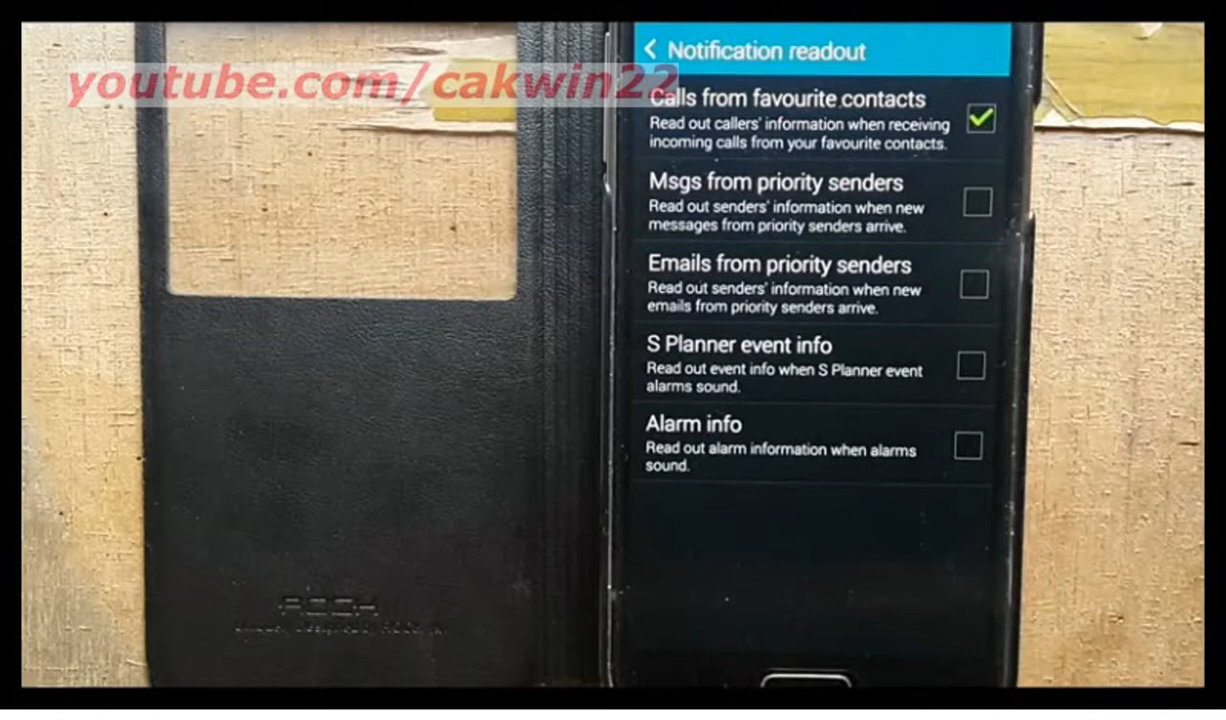 youtube.com/cakwin22
Notification readout
Calls from favourite contacts
Read out callers' information when receiving
incoming calls from your favourite contacts.
Msgs from priority senders
Read out senders' information when new
messages from priority senders arrive.
Emails from priority senders
Read out senders' information when new
emails from priority senders arrive.
S Planner event info
Read out event info when S Planner event
alarms sound.
Alarm info
Read out alarm information when alarms
sound.
ROCK